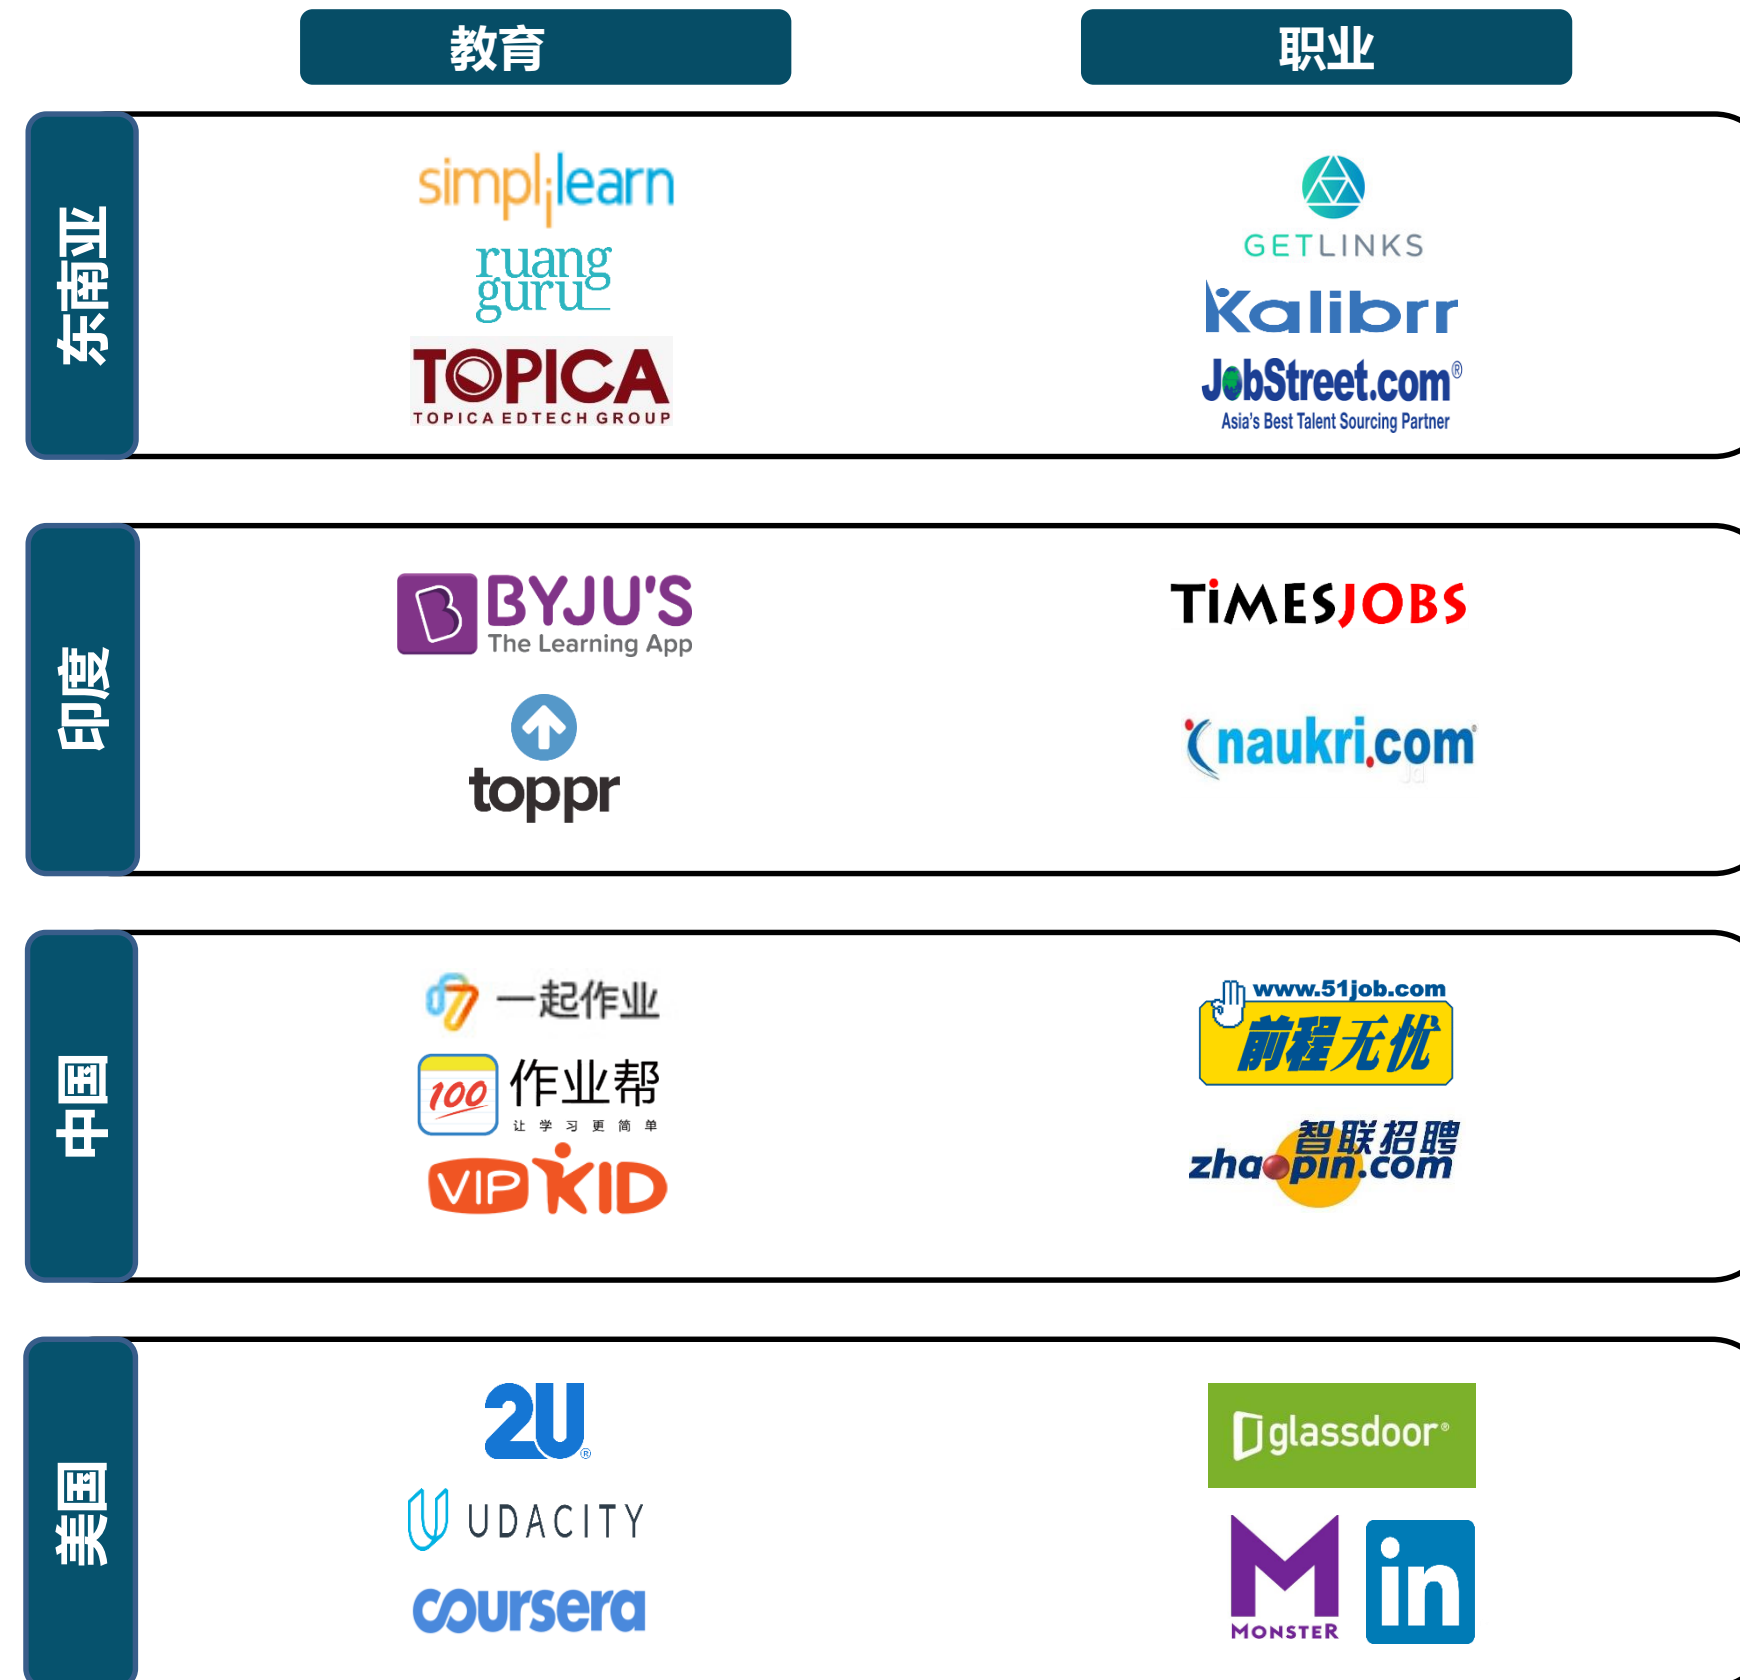 教育
职业
东南亚
simplilearn
ruang
guru
TOPICA
TOPICA EDTECH GROUP
GETLINKS
Kalibrr
JobStreet.com®
Asia's Best Talent Sourcing Partner
印度
BYJU'S
The Learning App
toppr
TiMESJOBS
naukri.com
中国
一起作业
100 作业帮
让学习更简单
VIPKID
www.51job.com
前程无忧
智联招聘
zhaopin.com
美国
2U®
UDACITY
coursera
glassdoor®
MONSTER
in